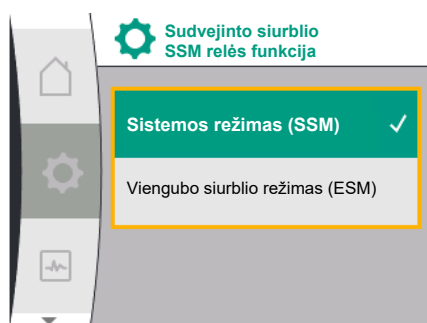 Sudvejinto siurblio
SSM relės funkcija
Sistemos režimas (SSM)
Viengubo siurblio režimas (ESM)